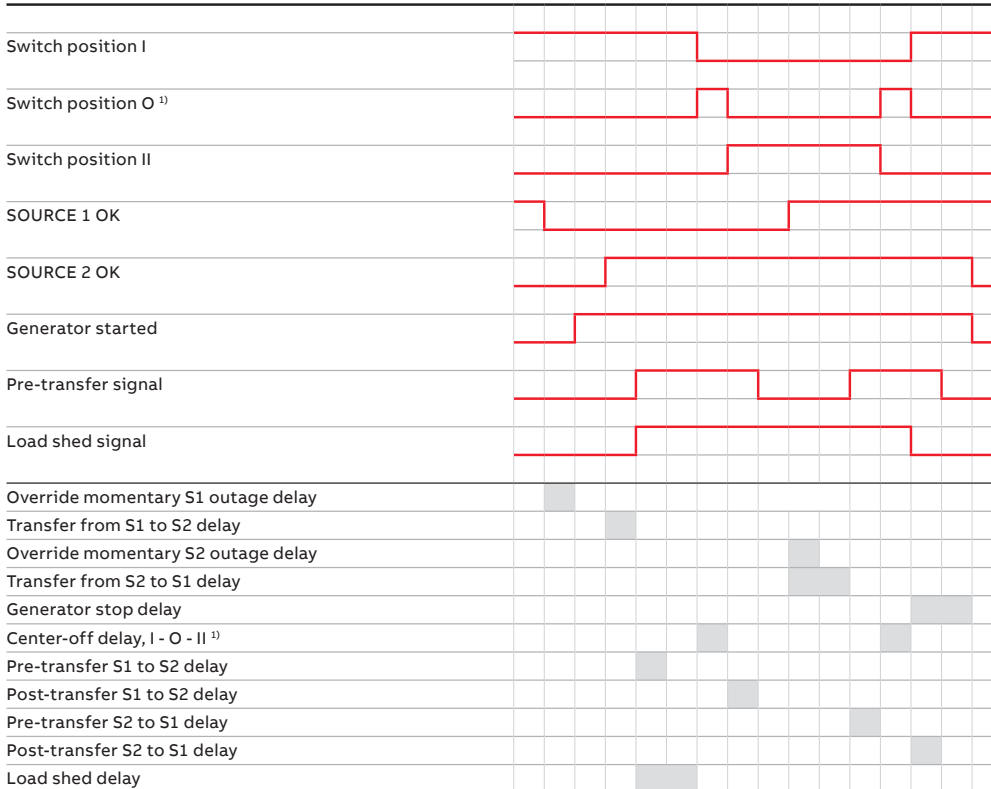 Switch position I
Switch position O ¹⁾
Switch position II
SOURCE 1 OK
SOURCE 2 OK
Generator started
Pre-transfer signal
Load shed signal
Override momentary S1 outage delay
Transfer from S1 to S2 delay
Override momentary S2 outage delay
Transfer from S2 to S1 delay
Generator stop delay
Center-off delay, I - O - II ¹⁾
Pre-transfer S1 to S2 delay
Post-transfer S1 to S2 delay
Pre-transfer S2 to S1 delay
Post-transfer S2 to S1 delay
Load shed delay